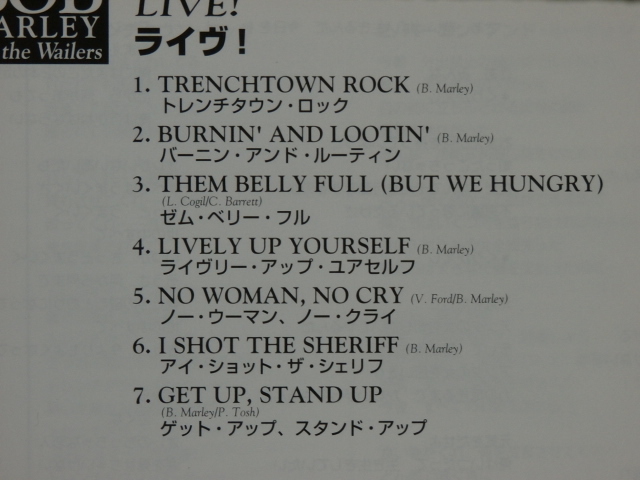 BOB
MARLEY
the Wailers
LIVE!
ライヴ!
1. TRENCHTOWN ROCK (B. Marley)
トレンチタウン・ロック
2. BURNIN' AND LOOTIN' (B. Marley)
バーニン・アンド・ルーティン
3. THEM BELLY FULL (BUT WE HUNGRY)
(L. Cogil/C. Barrett)
ゼム・ベリー・フル
4. LIVELY UP YOURSELF (B. Marley)
ライヴリー・アップ・ユアセルフ
5. NO WOMAN, NO CRY (V. Ford/B. Marley)
ノー・ウーマン、ノー・クライ
6. I SHOT THE SHERIFF (B. Marley)
アイ・ショット・ザ・シェリフ
7. GET UP, STAND UP
(B. Marley/P. Tosh)
ゲット・アップ、スタンド・アップ